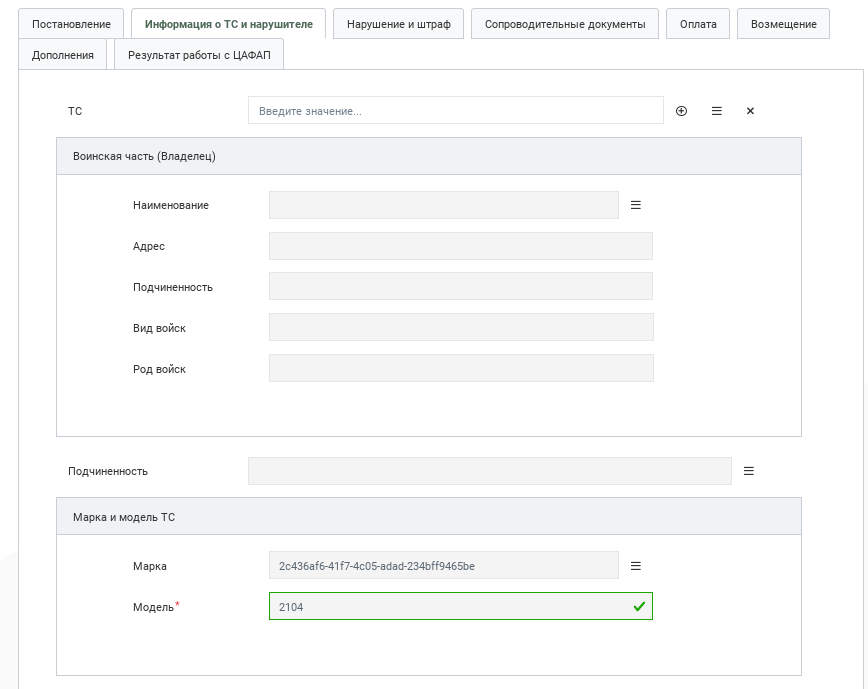 Постановление Информация о ТС и нарушителе Нарушение и штраф Сопроводительные документы Оплата Возмещение
Дополнения Результат работы с ЦАФАП
ТС Введите значение...
Воинская часть (Владелец)
Наименование
Адрес
Подчиненность
Вид войск
Род войск
Подчиненность
Марка и модель ТС
Марка 2c436af6-41f7-4c05-adad-234bff9465be
Модель* 2104